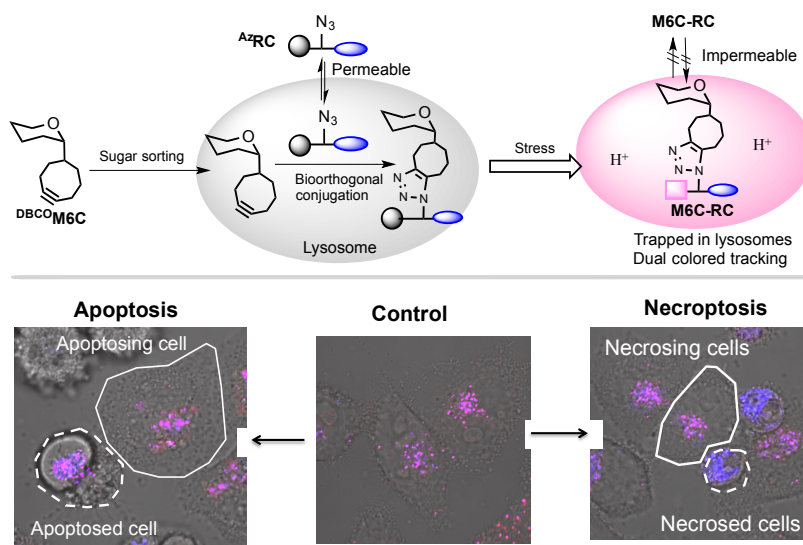 N3
AzRC
Permeable
N3
O
Sugar sorting
DBCOM6C
O
Bioorthogonal
conjugation
Lysosome
O
N
N
N
Stress
M6C-RC
Impermeable
O
H+
H+
N
N
N
M6C-RC
Trapped in lysosomes
Dual colored tracking
Apoptosis
Control
Necroptosis
Apoptosing cell
Apoptosed cell
Necrosing cells
Necrosed cells